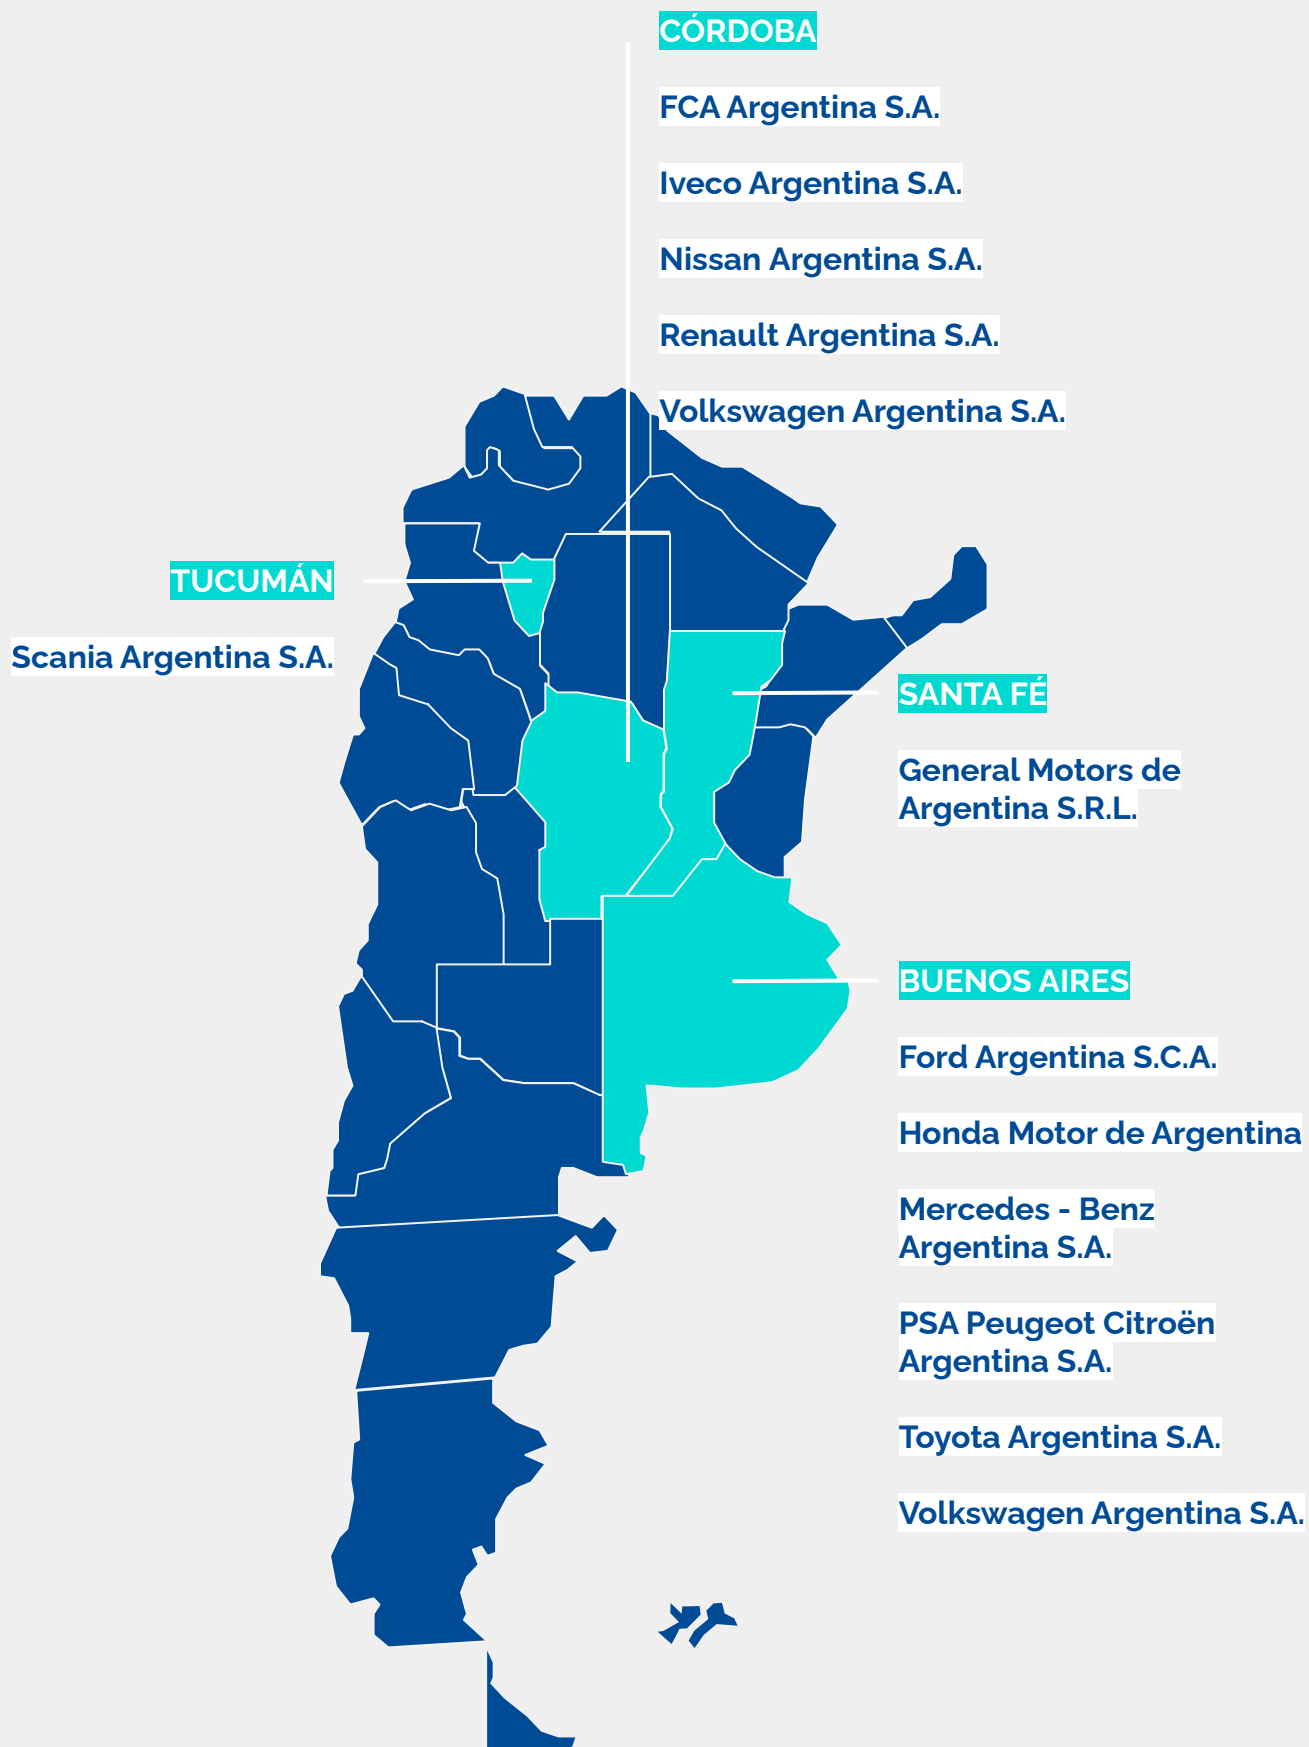 CÓRDOBA
FCA Argentina S.A.
Iveco Argentina S.A.
Nissan Argentina S.A.
Renault Argentina S.A.
Volkswagen Argentina S.A.
TUCUMÁN
Scania Argentina S.A.
SANTA FÉ
General Motors de
Argentina S.R.L.
BUENOS AIRES
Ford Argentina S.C.A.
Honda Motor de Argentina
Mercedes - Benz
Argentina S.A.
PSA Peugeot Citroën
Argentina S.A.
Toyota Argentina S.A.
Volkswagen Argentina S.A.